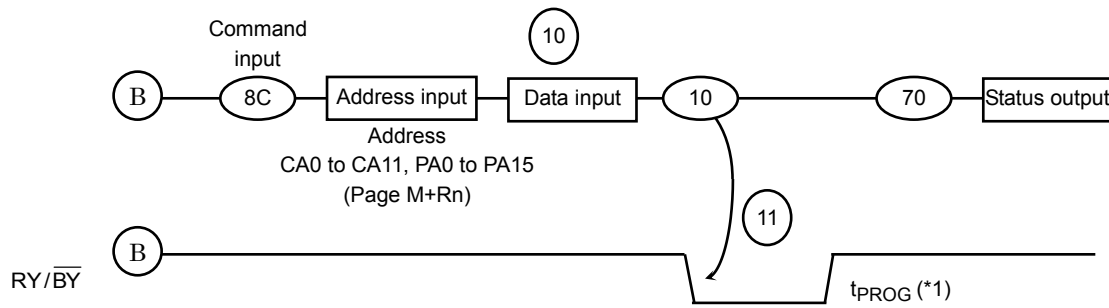 Command
input
10
B
8C
Address input
Data input
10
70
Status output
Address
CA0 to CA11, PA0 to PA15
(Page M+Rn)
11
B
RY/BY
tPROG (*1)